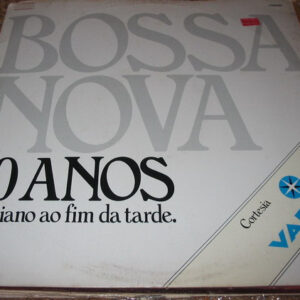 BOSSA
NOVA
0 ANOS
iano ao fim da tarde.
Cortesia
VA